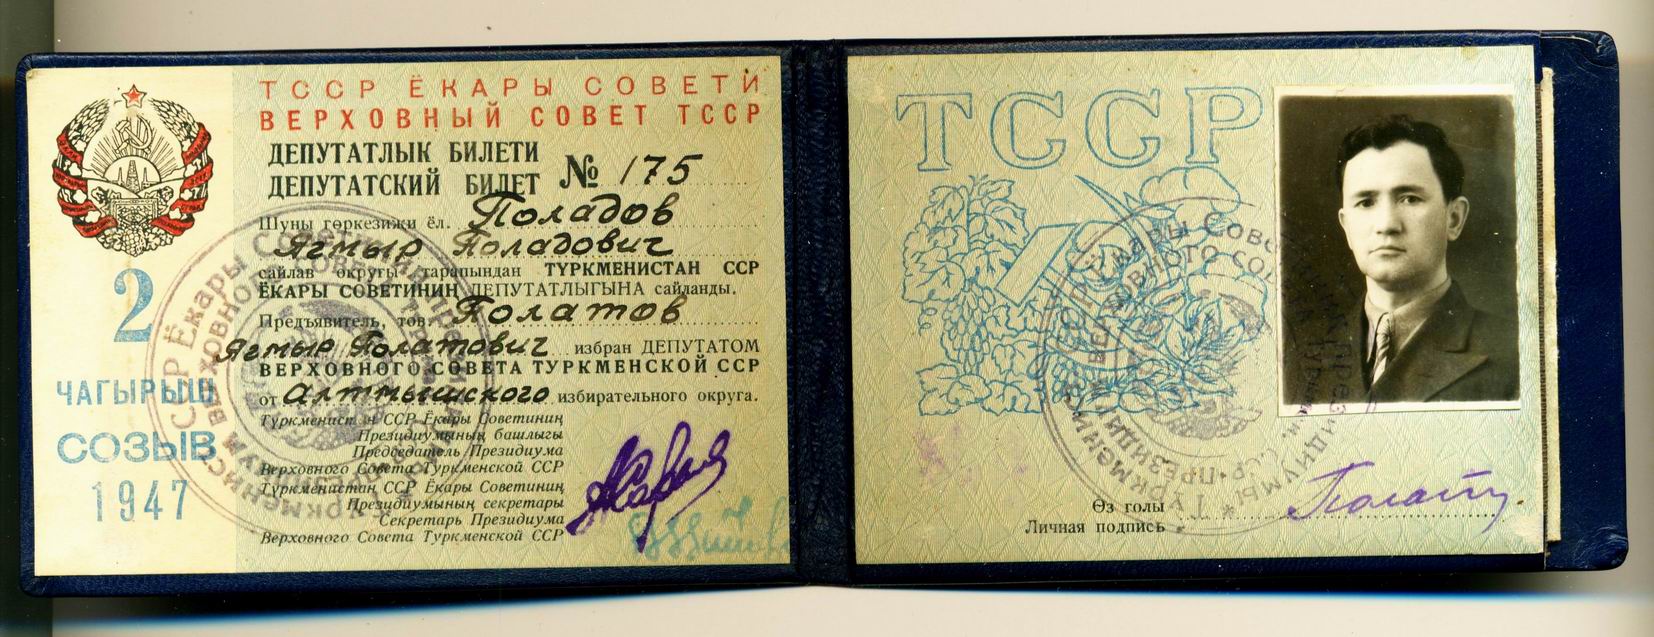 ТССР ЁКАРЫ СОВЕТИ
ВЕРХОВНЫЙ СОВЕТ ТССР
ДЕПУТАТЛЫК БИЛЕТИ
ДЕПУТАТСКИЙ БИЛЕТ № 175
Шуны гөркезижи ёл. Поладов
Ягмыр Поладович
сайлав округы тарапындан ТҮРКМЕНИСТАН ССР
ЁКАРЫ СОВЕТИНИҢ ДЕПУТАТЛЫГЫНА сайланды.
Предъявитель, тов. Полатов
Ягмыр Полатович избран ДЕПУТАТОМ
ВЕРХОВНОГО СОВЕТА ТУРКМЕНСКОЙ ССР
от Алтмышского избирательного округа.
Түркменистан ССР Ёкары Советиниң
Президиумының башлыгы
Председатель Президиума
Верховного Совета Туркменской ССР
Түркменистан ССР Ёкары Советиниң
Президиумының секретары
Секретарь Президиума
Верховного Совета Туркменской ССР
2
ЧАГЫРЫШ
СОЗЫВ
1947
ТССР
Өз голы
Личная подпись